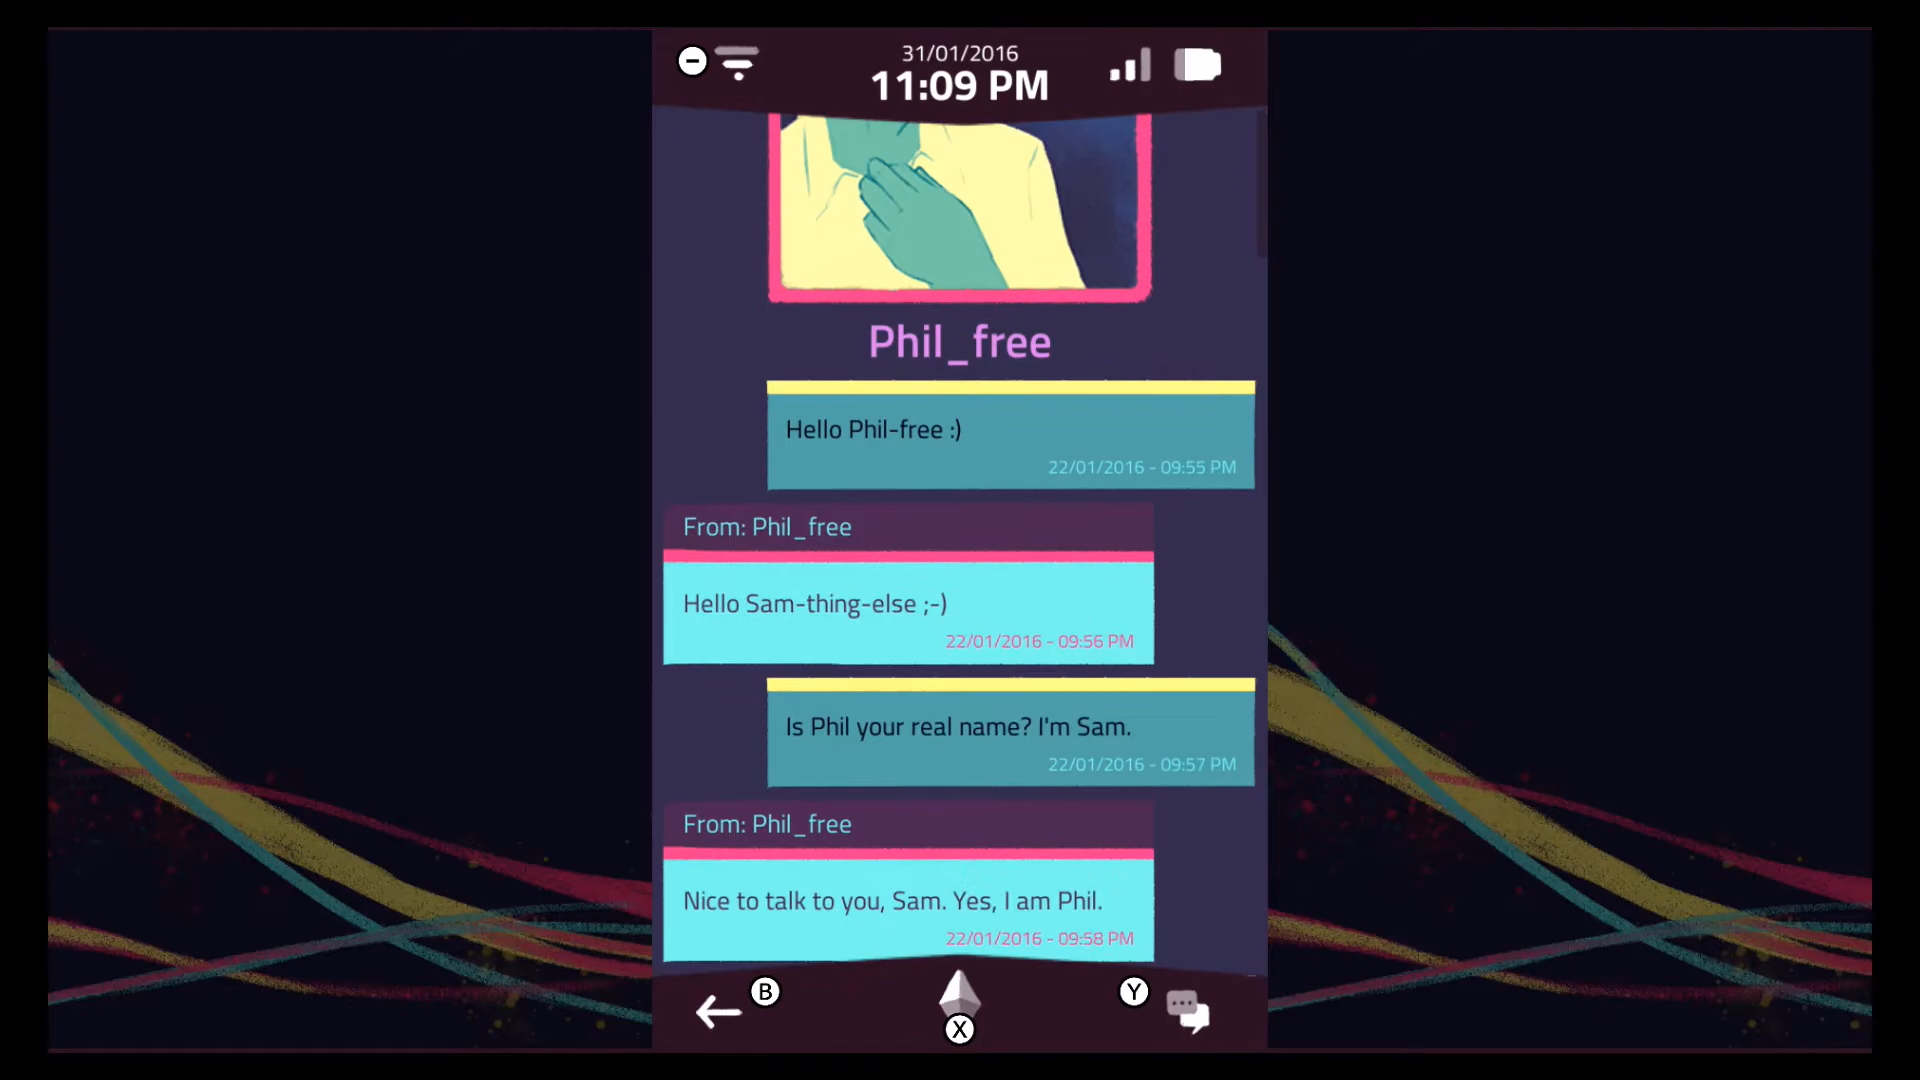 31/01/2016
11:09 PM
Phil_free
Hello Phil-free :)
22/01/2016 - 09:55 PM
From: Phil_free
Hello Sam-thing-else ;-)
22/01/2016 - 09:56 PM
Is Phil your real name? I'm Sam.
22/01/2016 - 09:57 PM
From: Phil_free
Nice to talk to you, Sam. Yes, I am Phil.
22/01/2016 - 09:58 PM
B
X
Y